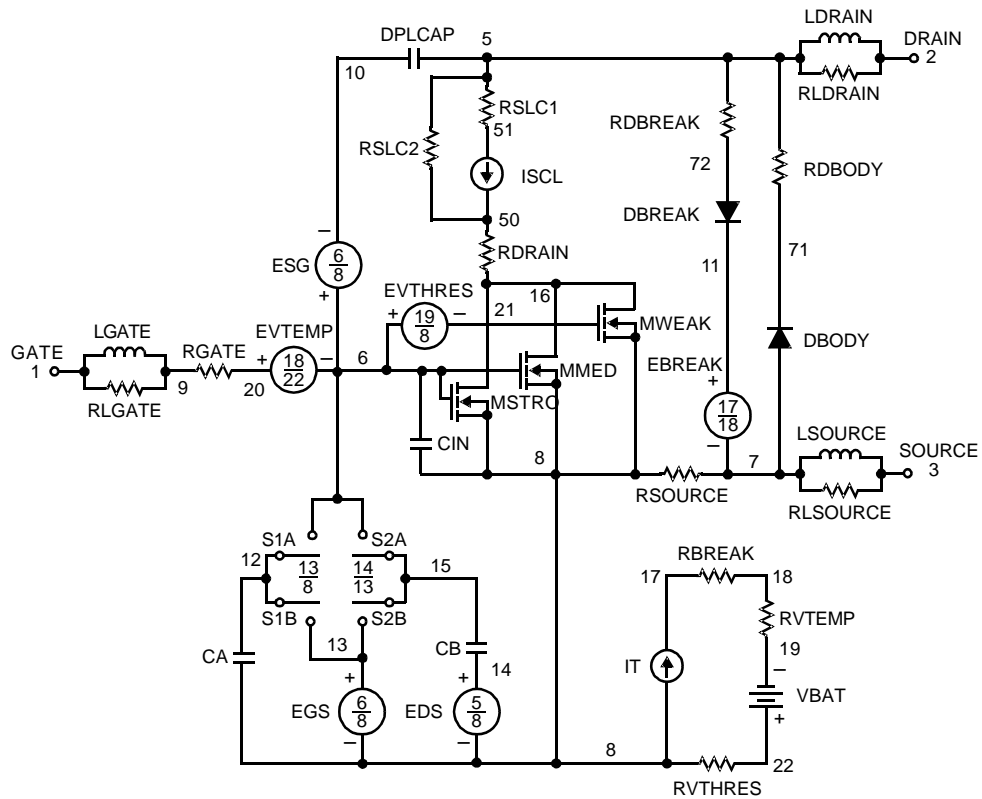 LDRAIN
DPLCAP 5 DRAIN
10 2
RLDRAIN
RSLC1
RDBREAK
51
RSLC2
72 RDBODY
ISCL
DBREAK
50
RDRAIN
71
6
8
ESG 11
EVTHRES 16
21
19
8
MWEAK
LGATE EVTEMP
GATE RGATE 6 EBREAK DBODY
1 18
22
MMED
9 20
RLGATE MSTRO
17
18
CIN LSOURCE
8 7 SOURCE
3
RSOURCE
RLSOURCE
S1A S2A
12 13
8
14
13
15 RBREAK
17 18
S1B S2B RVTEMP
13 CB 19
CA 14 IT VBAT
EGS 6
8
EDS 5
8
8 22
RVTHRES